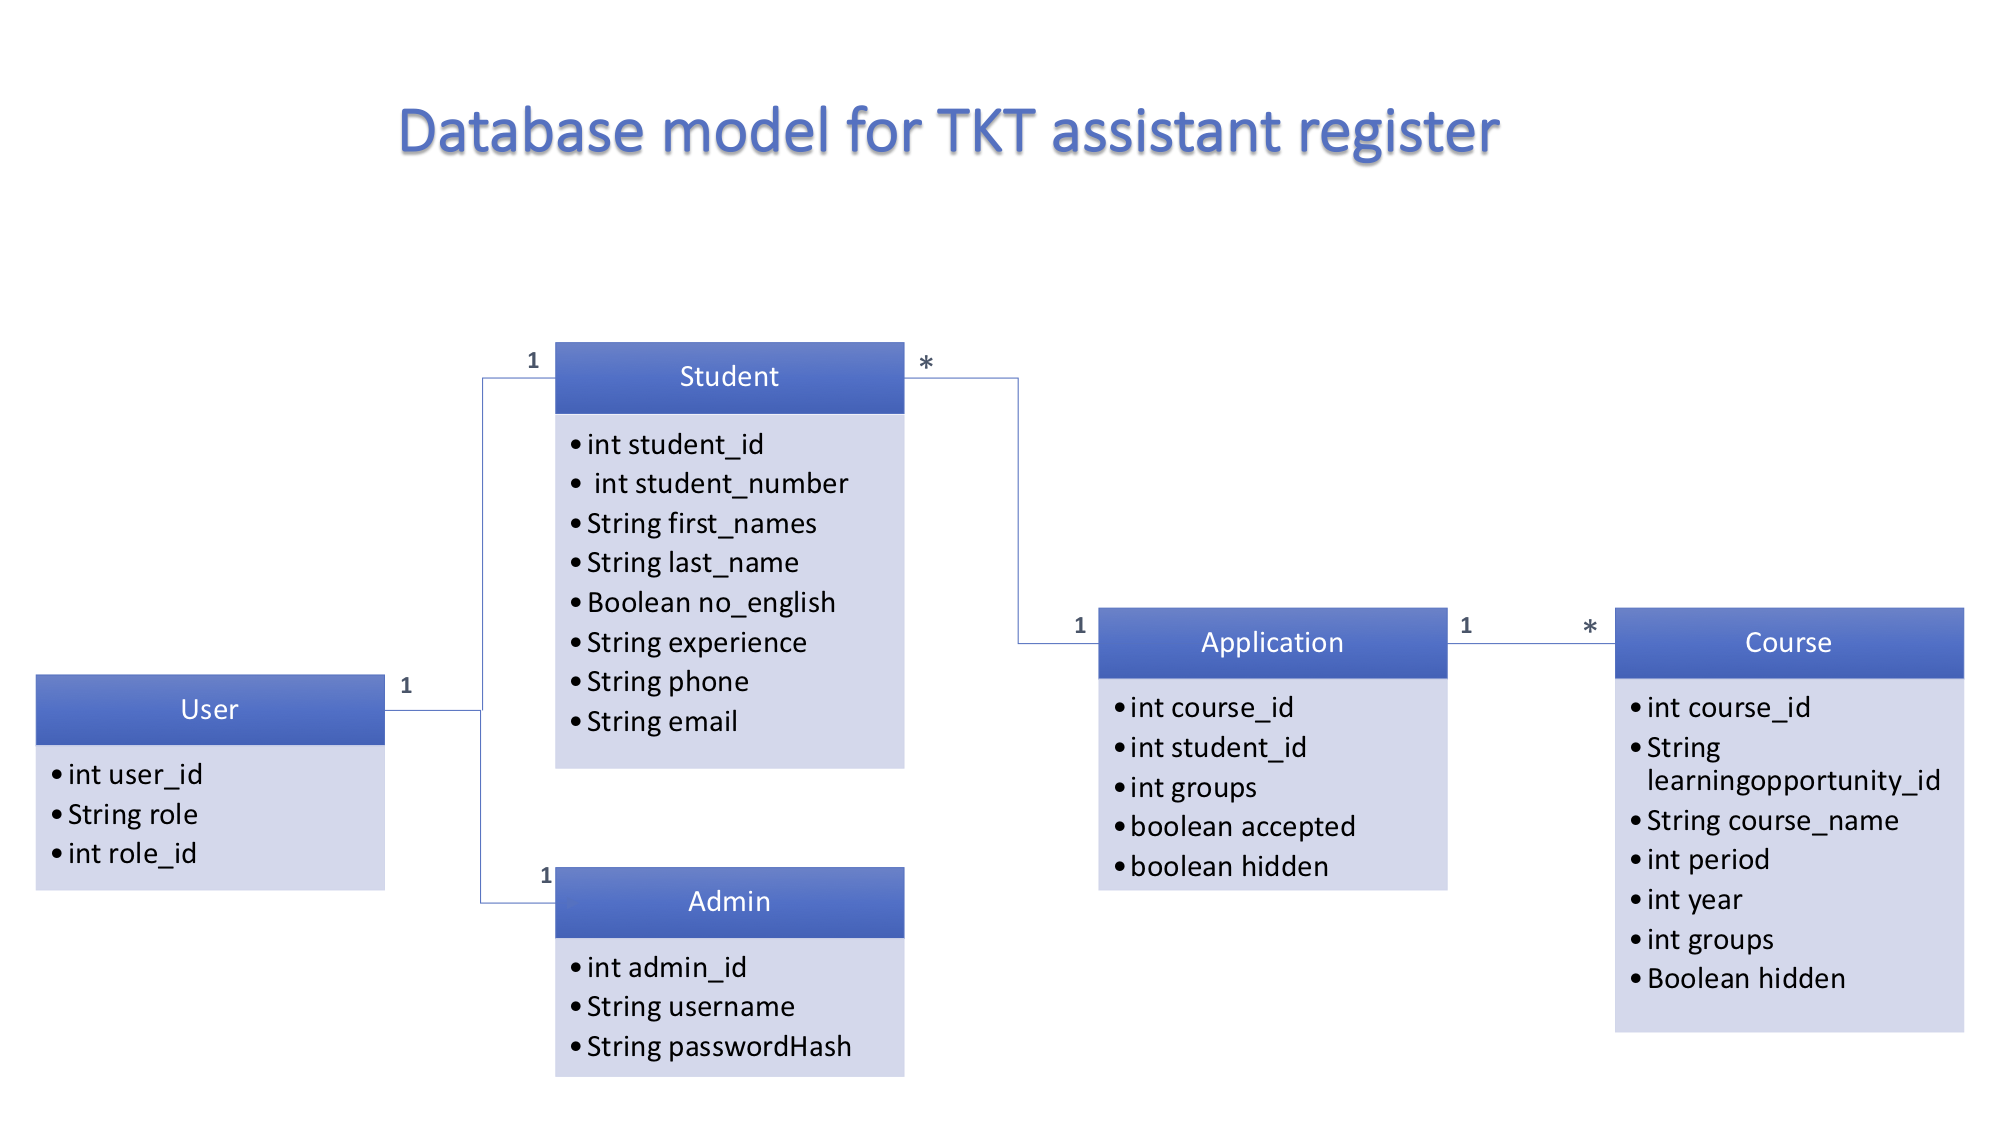 Database model for TKT assistant register
1
Student
*
•int student_id
• int student_number
•String first_names
•String last_name
•Boolean no_english
•String experience
•String phone
•String email
1
User
•int user_id
•String role
•int role_id
1
Admin
•int admin_id
•String username
•String passwordHash
1
Application
1
•int course_id
•int student_id
•int groups
•boolean accepted
•boolean hidden
*
Course
•int course_id
•String
learningopportunity_id
•String course_name
•int period
•int year
•int groups
•Boolean hidden